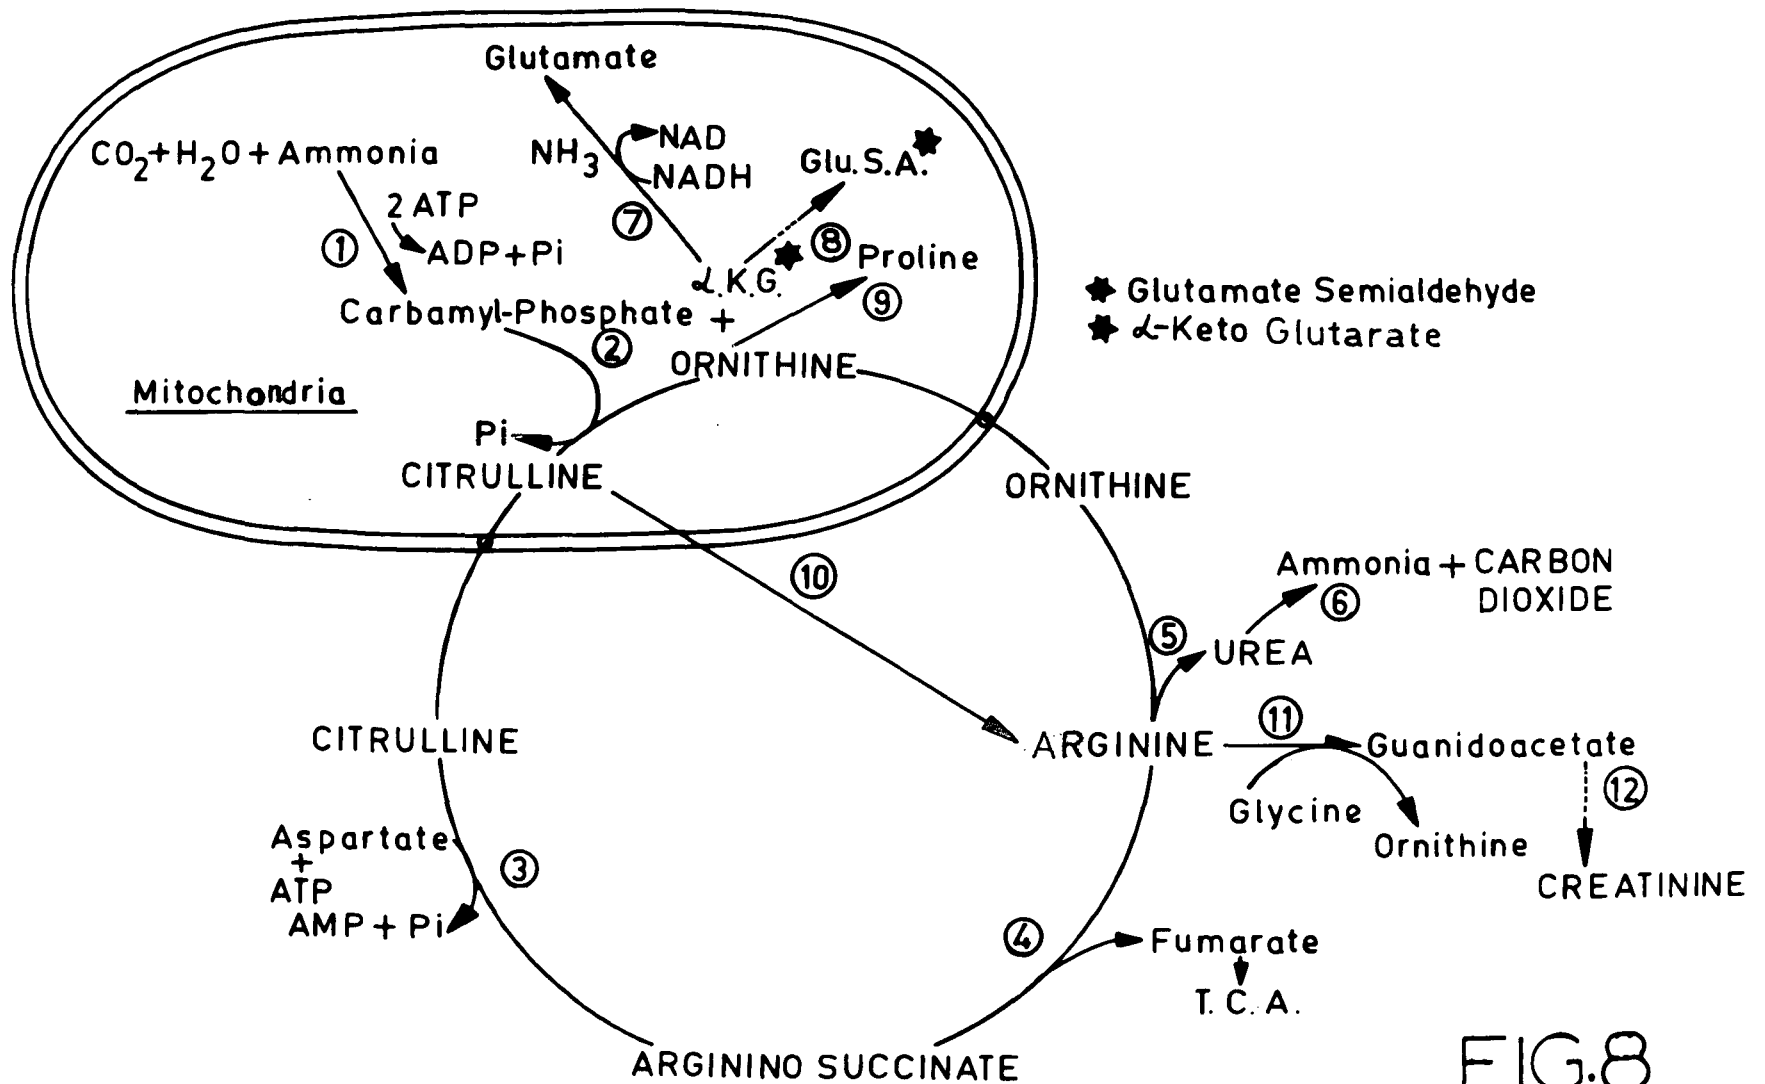 Glutamate
CO₂+H₂O+Ammonia
NH₃
NAD
NADH
Glu.S.A.★
2 ATP
ADP+Pi
①
⑦
⑧
α.K.G.★
Proline
⑨
Carbamyl-Phosphate +
②
ORNITHINE
★ Glutamate Semialdehyde
★ α-Keto Glutarate
Mitochondria
Pi
CITRULLINE
ORNITHINE
⑩
Ammonia + CARBON
DIOXIDE
⑥
⑤
UREA
CITRULLINE
ARGININE
⑪
Guanidoacetate
⑫
Glycine
Ornithine
CREATININE
Aspartate
+
ATP
AMP + Pi
③
④
Fumarate
T.C.A.
ARGININO SUCCINATE
FIG.8